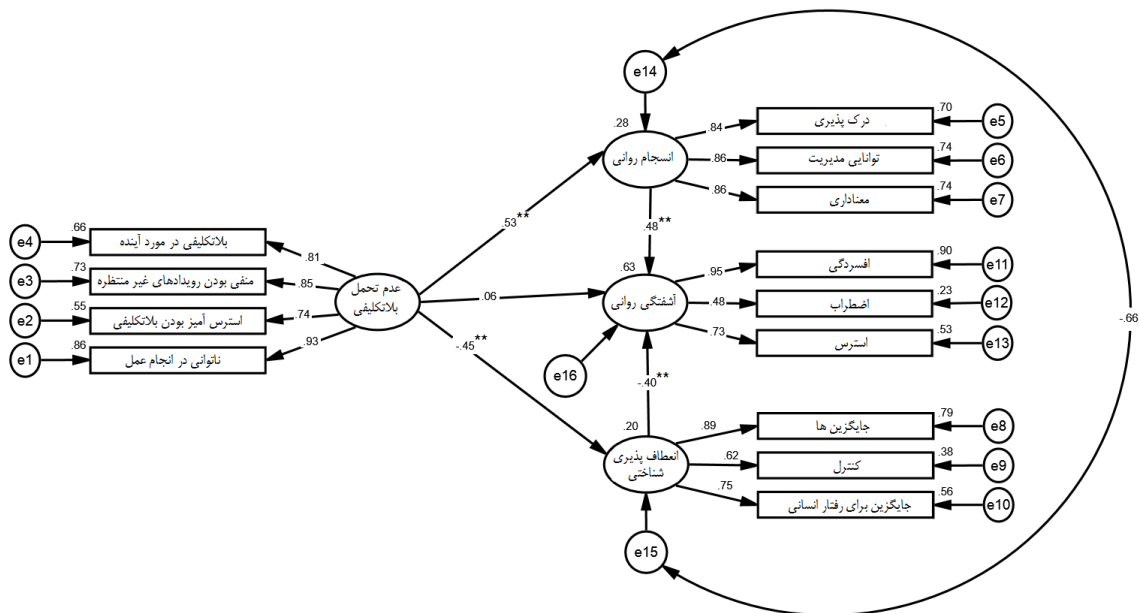 e14
.28
انسجام روانی
.84
درک پذیری
.70
e5
.86
توانایی مدیریت
.74
e6
.86
معناداری
.74
e7
e4
.66
بلاتکلیفی در مورد آینده
.81
e3
.73
منفی بودن رویدادهای غیر منتظره
.85
e2
.55
استرس آمیز بودن بلاتکلیفی
.74
e1
.86
ناتوانی در انجام عمل
.93
عدم تحمل
بلاتکلیفی
.53**
.06
-.45**
.48**
.63
آشفتگی روانی
.95
افسردگی
.90
e11
.48
اضطراب
.23
e12
.73
استرس
.53
e13
e16
-.40**
-.66
.20
انعطاف پذیری
شناختی
.89
جایگزین ها
.79
e8
.62
کنترل
.38
e9
.75
جایگزین برای رفتار انسانی
.56
e10
e15